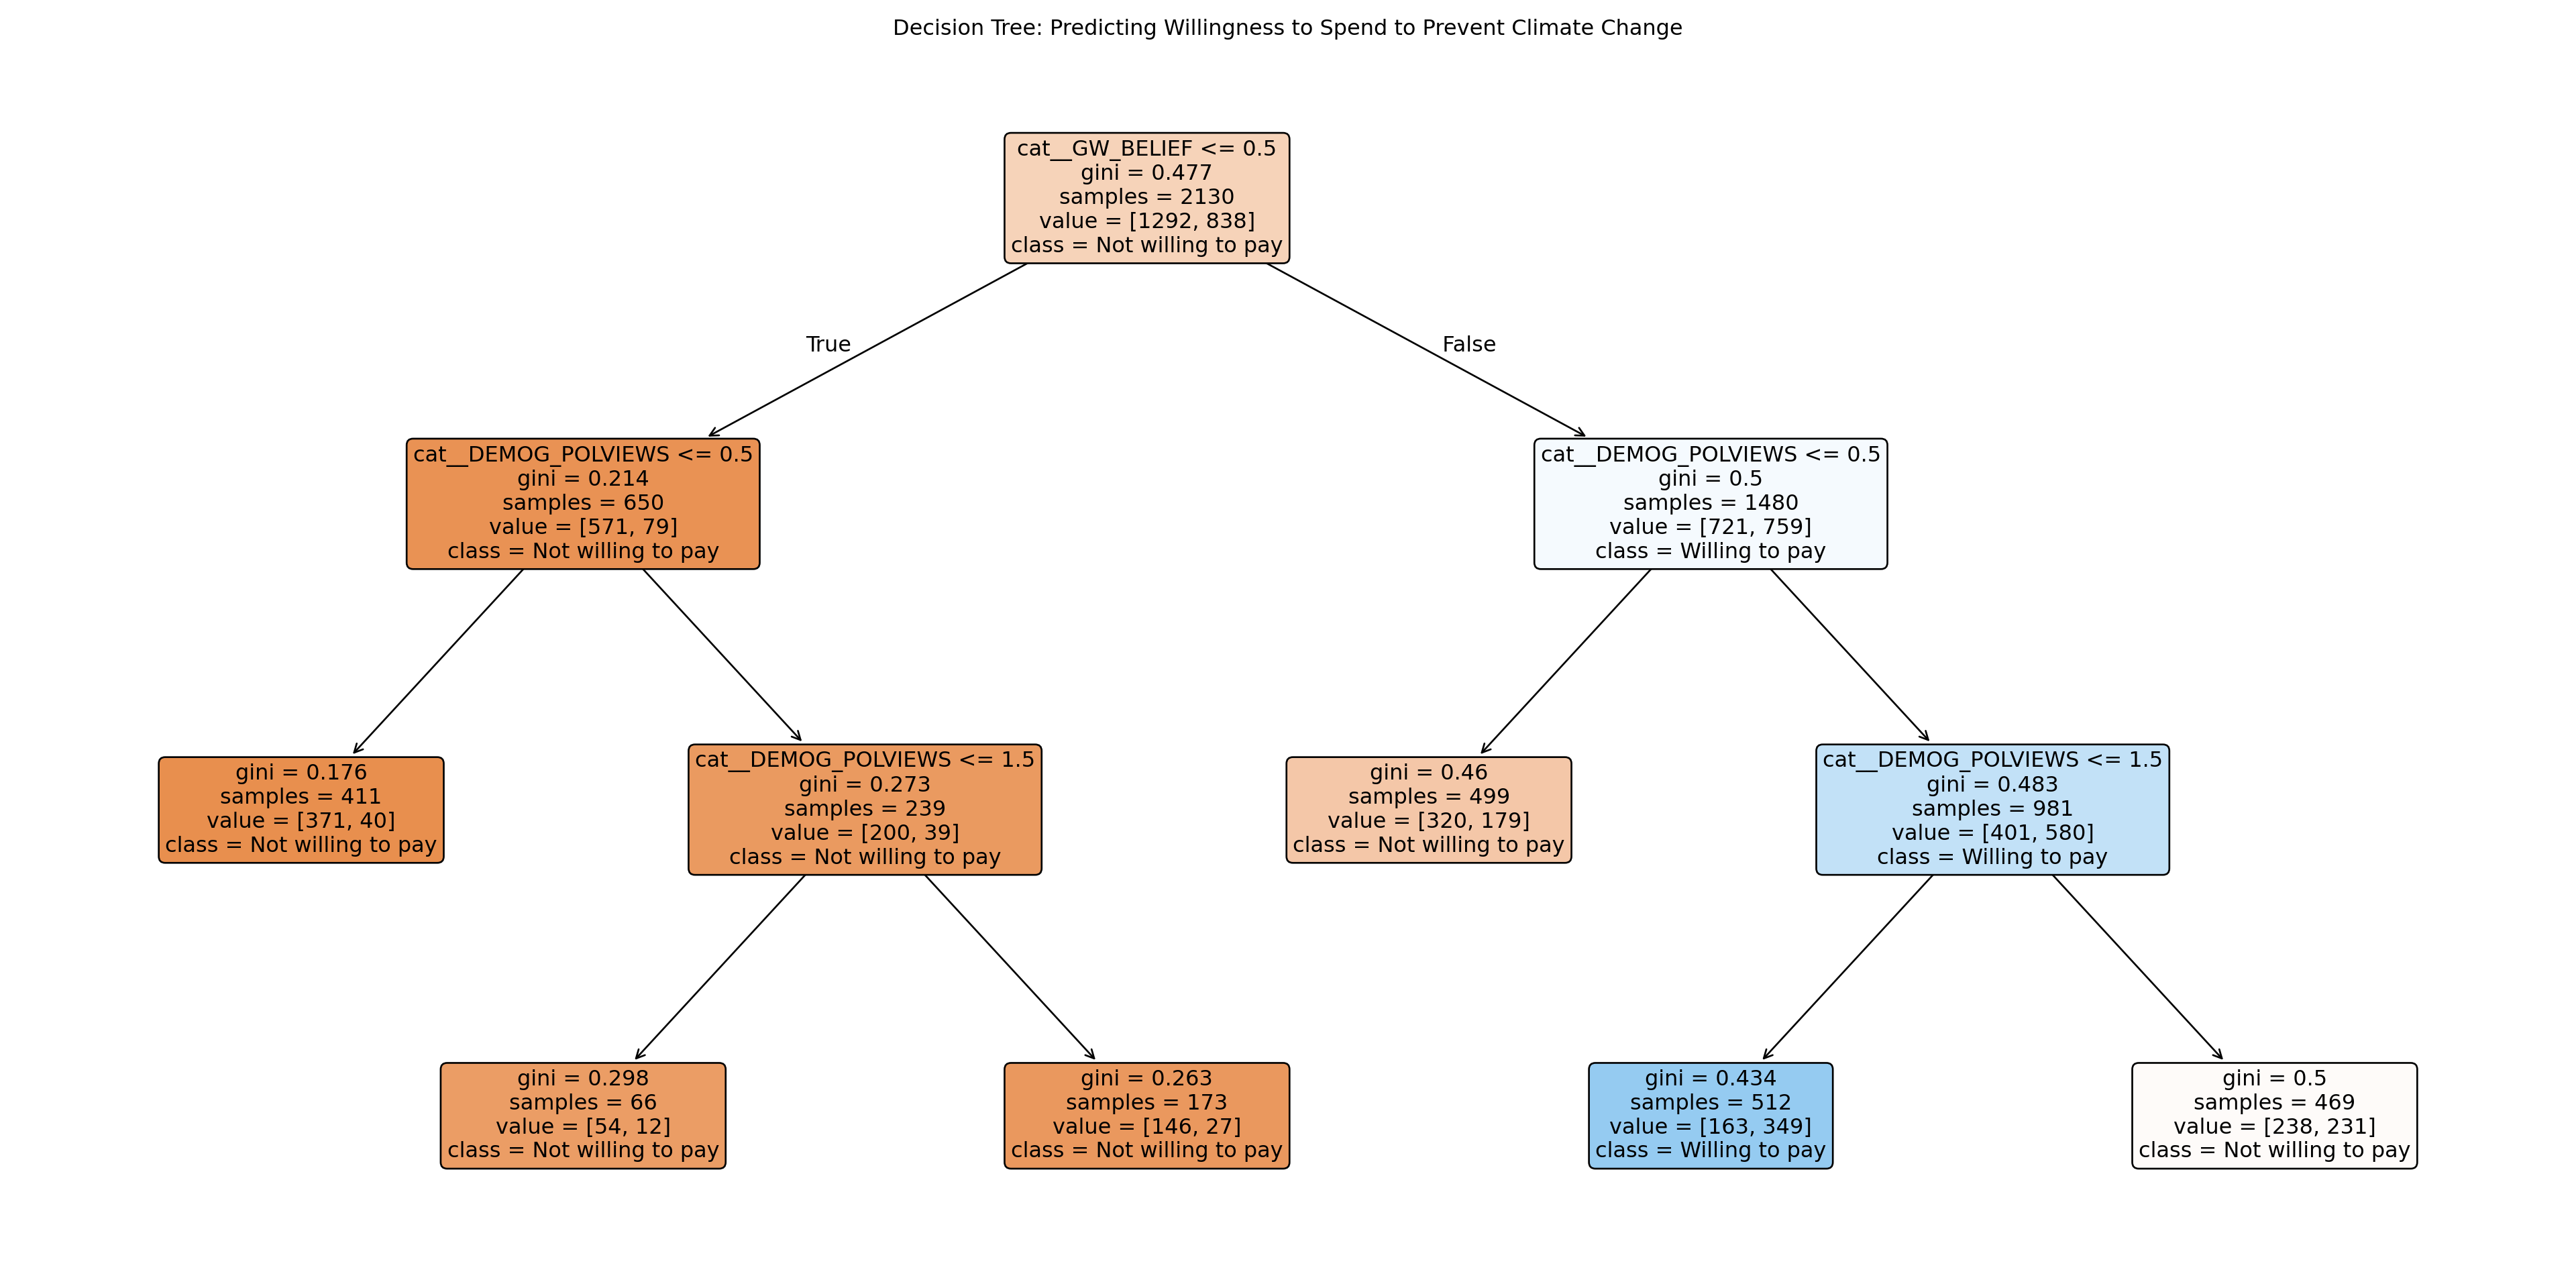 Decision Tree: Predicting Willingness to Spend to Prevent Climate Change
cat__GW_BELIEF <= 0.5
gini = 0.477
samples = 2130
value = [1292, 838]
class = Not willing to pay
True
False
cat__DEMOG_POLVIEWS <= 0.5
gini = 0.214
samples = 650
value = [571, 79]
class = Not willing to pay
cat__DEMOG_POLVIEWS <= 0.5
gini = 0.5
samples = 1480
value = [721, 759]
class = Willing to pay
gini = 0.176
samples = 411
value = [371, 40]
class = Not willing to pay
cat__DEMOG_POLVIEWS <= 1.5
gini = 0.273
samples = 239
value = [200, 39]
class = Not willing to pay
gini = 0.46
samples = 499
value = [320, 179]
class = Not willing to pay
cat__DEMOG_POLVIEWS <= 1.5
gini = 0.483
samples = 981
value = [401, 580]
class = Willing to pay
gini = 0.298
samples = 66
value = [54, 12]
class = Not willing to pay
gini = 0.263
samples = 173
value = [146, 27]
class = Not willing to pay
gini = 0.434
samples = 512
value = [163, 349]
class = Willing to pay
gini = 0.5
samples = 469
value = [238, 231]
class = Not willing to pay